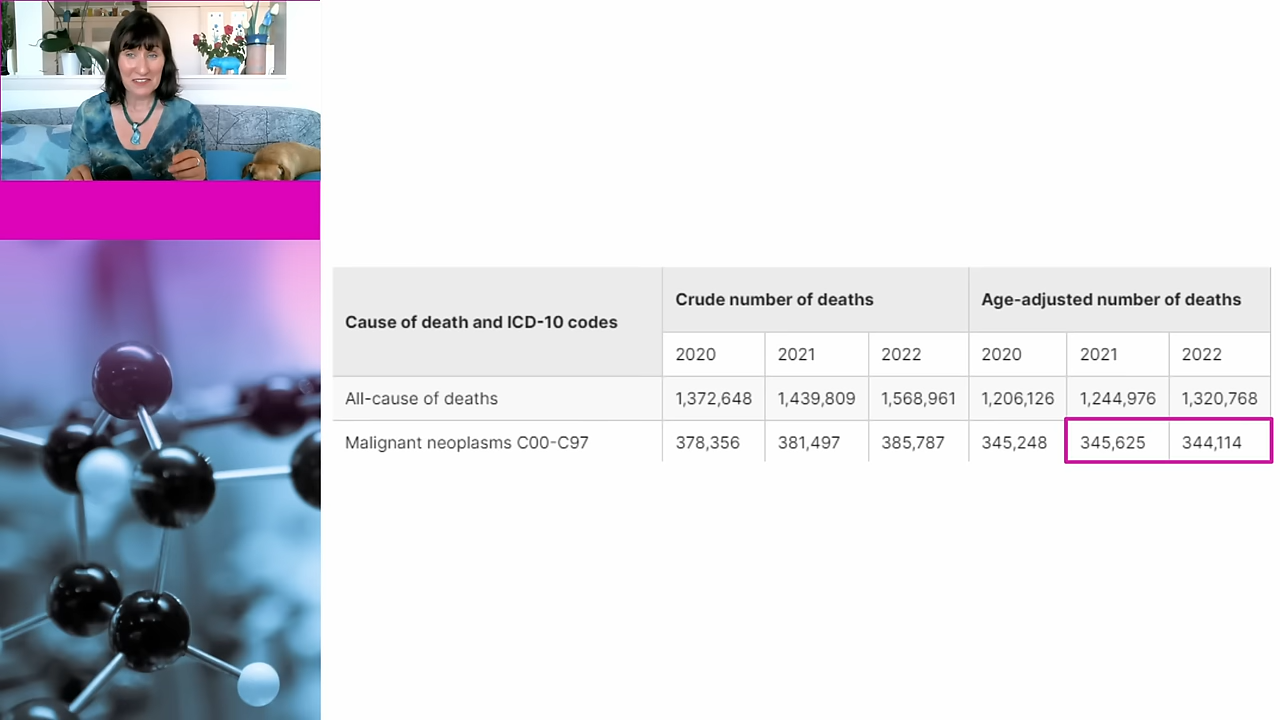 Cause of death and ICD-10 codes
Crude number of deaths
Age-adjusted number of deaths
2020 2021 2022 2020 2021 2022
All-cause of deaths 1,372,648 1,439,809 1,568,961 1,206,126 1,244,976 1,320,768
Malignant neoplasms C00-C97 378,356 381,497 385,787 345,248 345,625 344,114